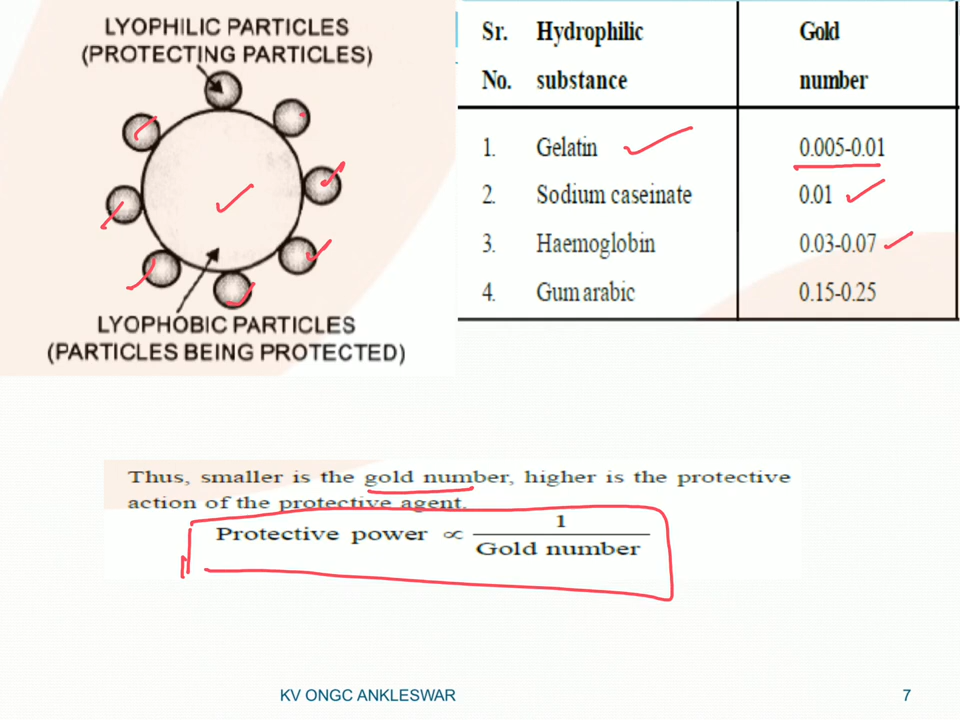 LYOPHILIC PARTICLES
(PROTECTING PARTICLES)
LYOPHOBIC PARTICLES
(PARTICLES BEING PROTECTED)
Sr. Hydrophilic Gold
No. substance number
1. Gelatin 0.005-0.01
2. Sodium caseinate 0.01
3. Haemoglobin 0.03-0.07
4. Gum arabic 0.15-0.25
Thus, smaller is the gold number, higher is the protective
action of the protective agent.
Protective power ∝ 1
Gold number
KV ONGC ANKLESWAR 7